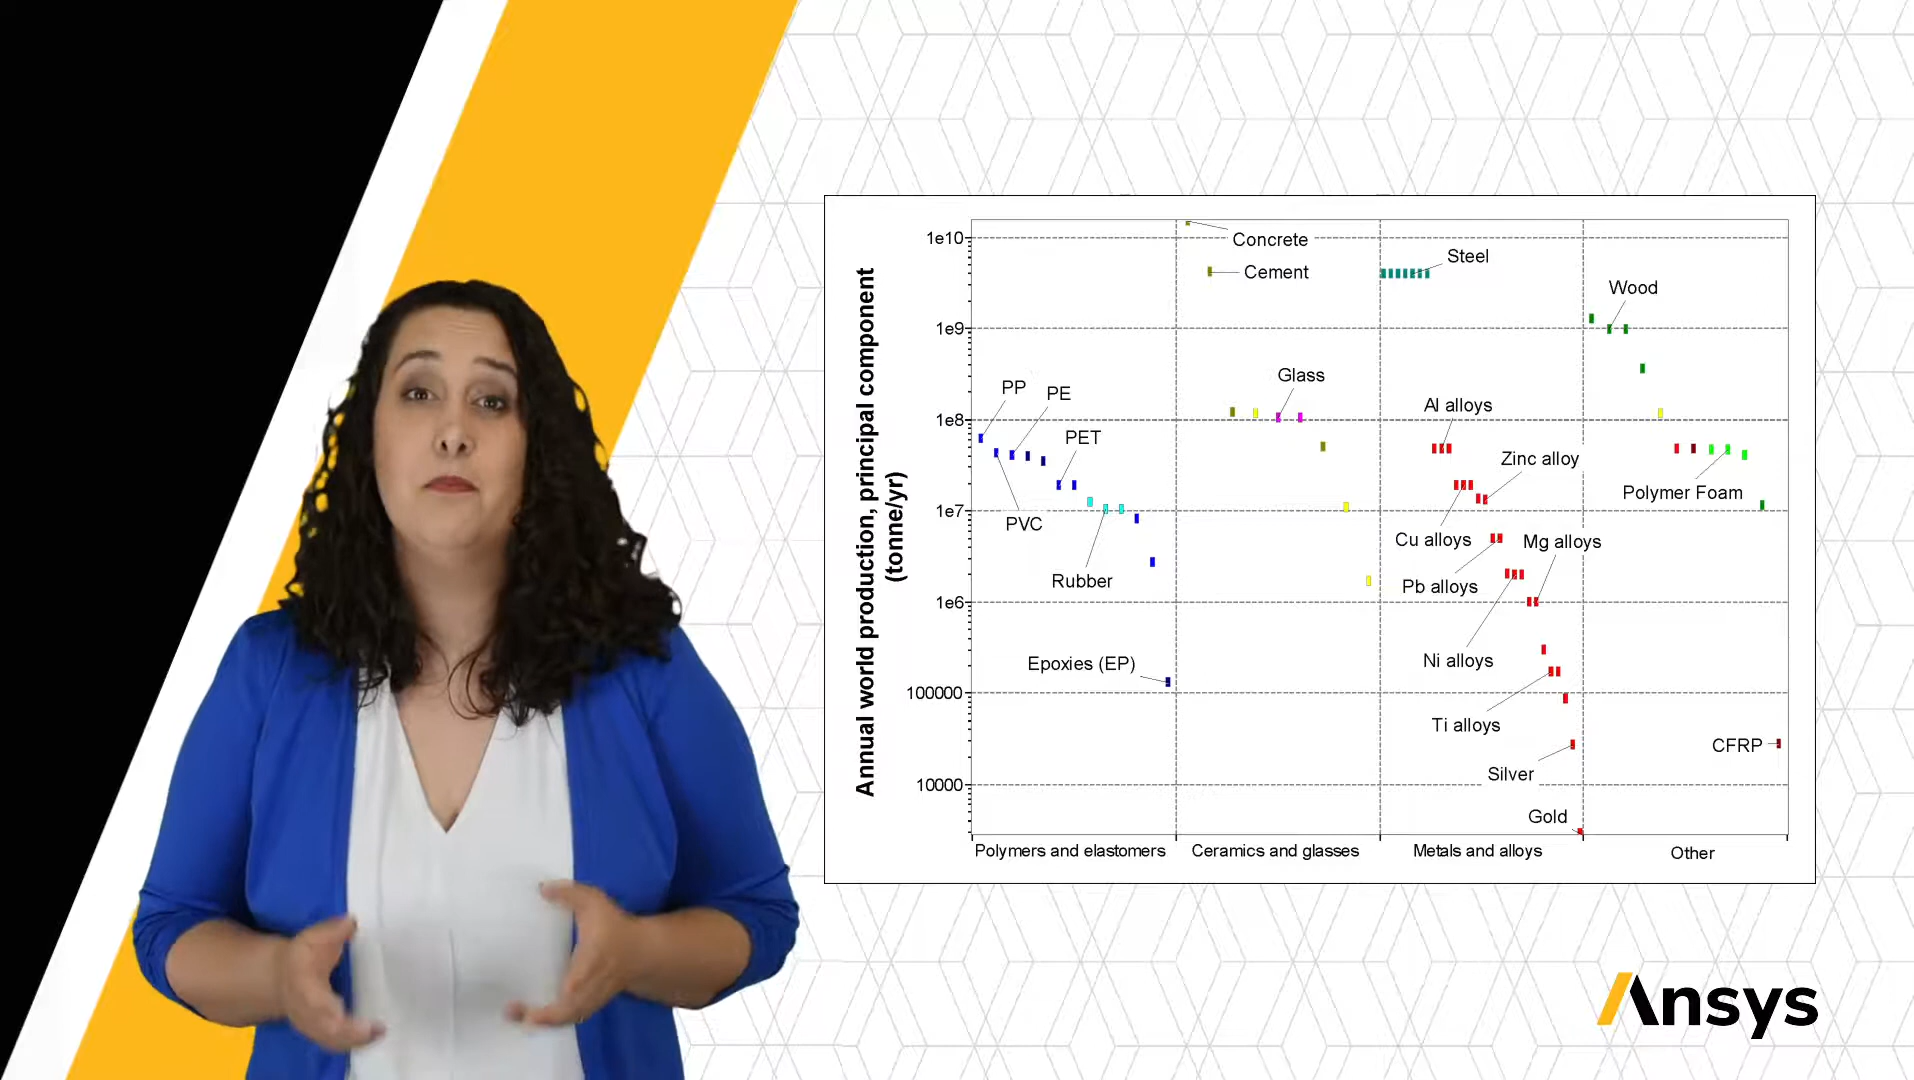 Annual world production, principal component
(tonne/yr)
1e10
1e9
1e8
1e7
1e6
100000
10000
Concrete
Cement
Steel
Wood
PP
PE
PET
PVC
Rubber
Epoxies (EP)
Glass
Al alloys
Zinc alloy
Cu alloys
Mg alloys
Pb alloys
Ni alloys
Ti alloys
Silver
Gold
Polymer Foam
CFRP
Polymers and elastomers
Ceramics and glasses
Metals and alloys
Other
Ansys